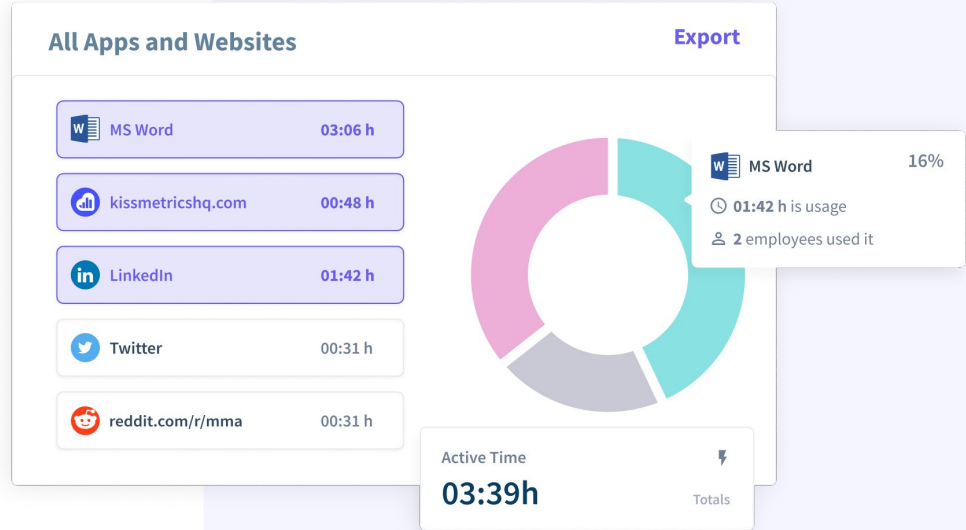 All Apps and Websites
Export
W MS Word 03:06 h
kissmetricshq.com 00:48 h
in LinkedIn 01:42 h
Twitter 00:31 h
reddit.com/r/mma 00:31 h
W MS Word 16%
01:42 h is usage
2 employees used it
Active Time
03:39h
Totals